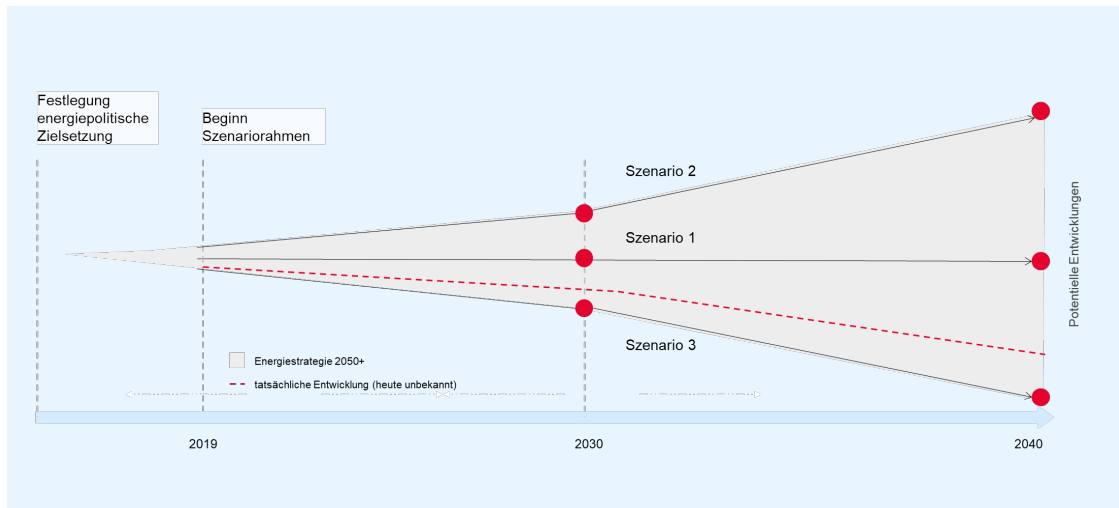 Festlegung
energiepolitische
Zielsetzung
Beginn
Szenariorahmen
Szenario 2
Szenario 1
Szenario 3
Potentielle Entwicklungen
Energiestrategie 2050+
tatsächliche Entwicklung (heute unbekannt)
2019
2030
2040